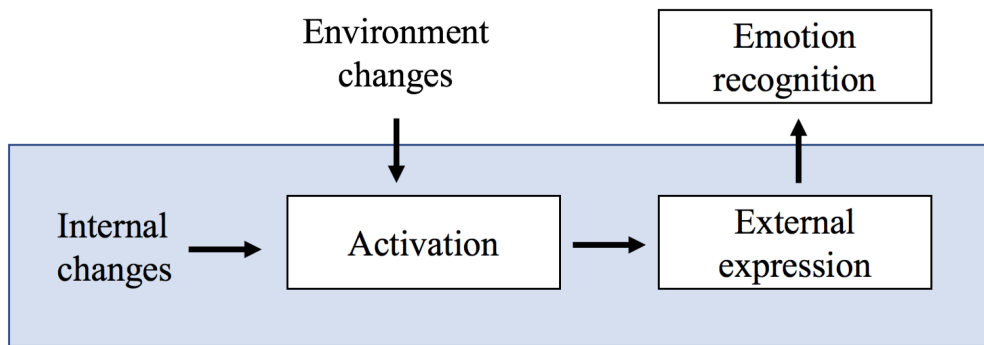 Environment
changes
Emotion
recognition
Internal
changes
Activation
External
expression